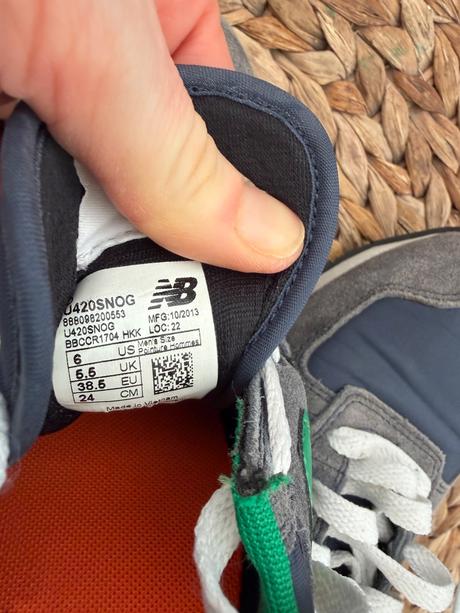 NB
U420SNOG
888098200553
U420SNOG
BBCCR1704 HKK
MFG:10/2013
LOC: 22
6 US Men's Size Pointure Hommes
5.5 UK
38.5 EU
24 CM
Made in Vietnam